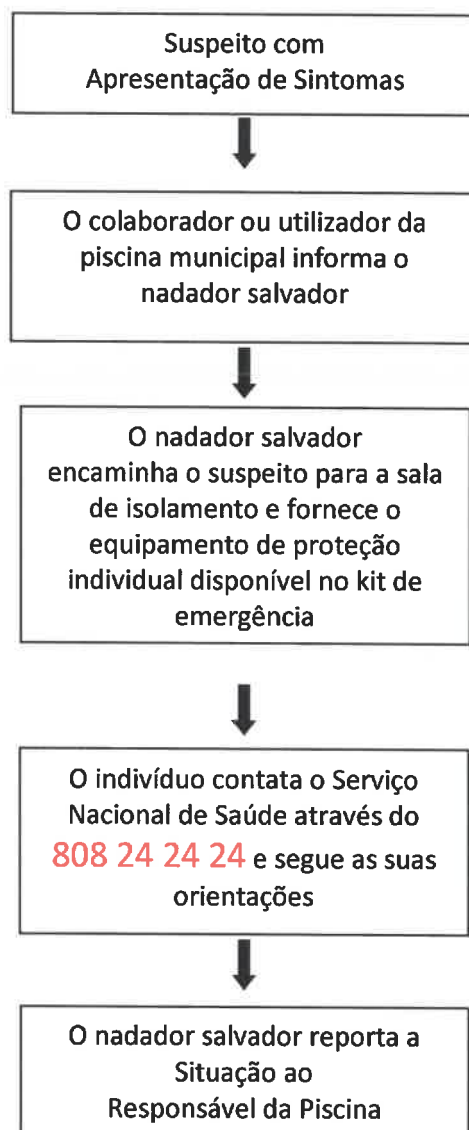 Suspeito com
Apresentação de Sintomas
O colaborador ou utilizador da
piscina municipal informa o
nadador salvador
O nadador salvador
encaminha o suspeito para a sala
de isolamento e fornece o
equipamento de proteção
individual disponível no kit de
emergência
O indivíduo contata o Serviço
Nacional de Saúde através do
808 24 24 24 e segue as suas
orientações
O nadador salvador reporta a
Situação ao
Responsável da Piscina